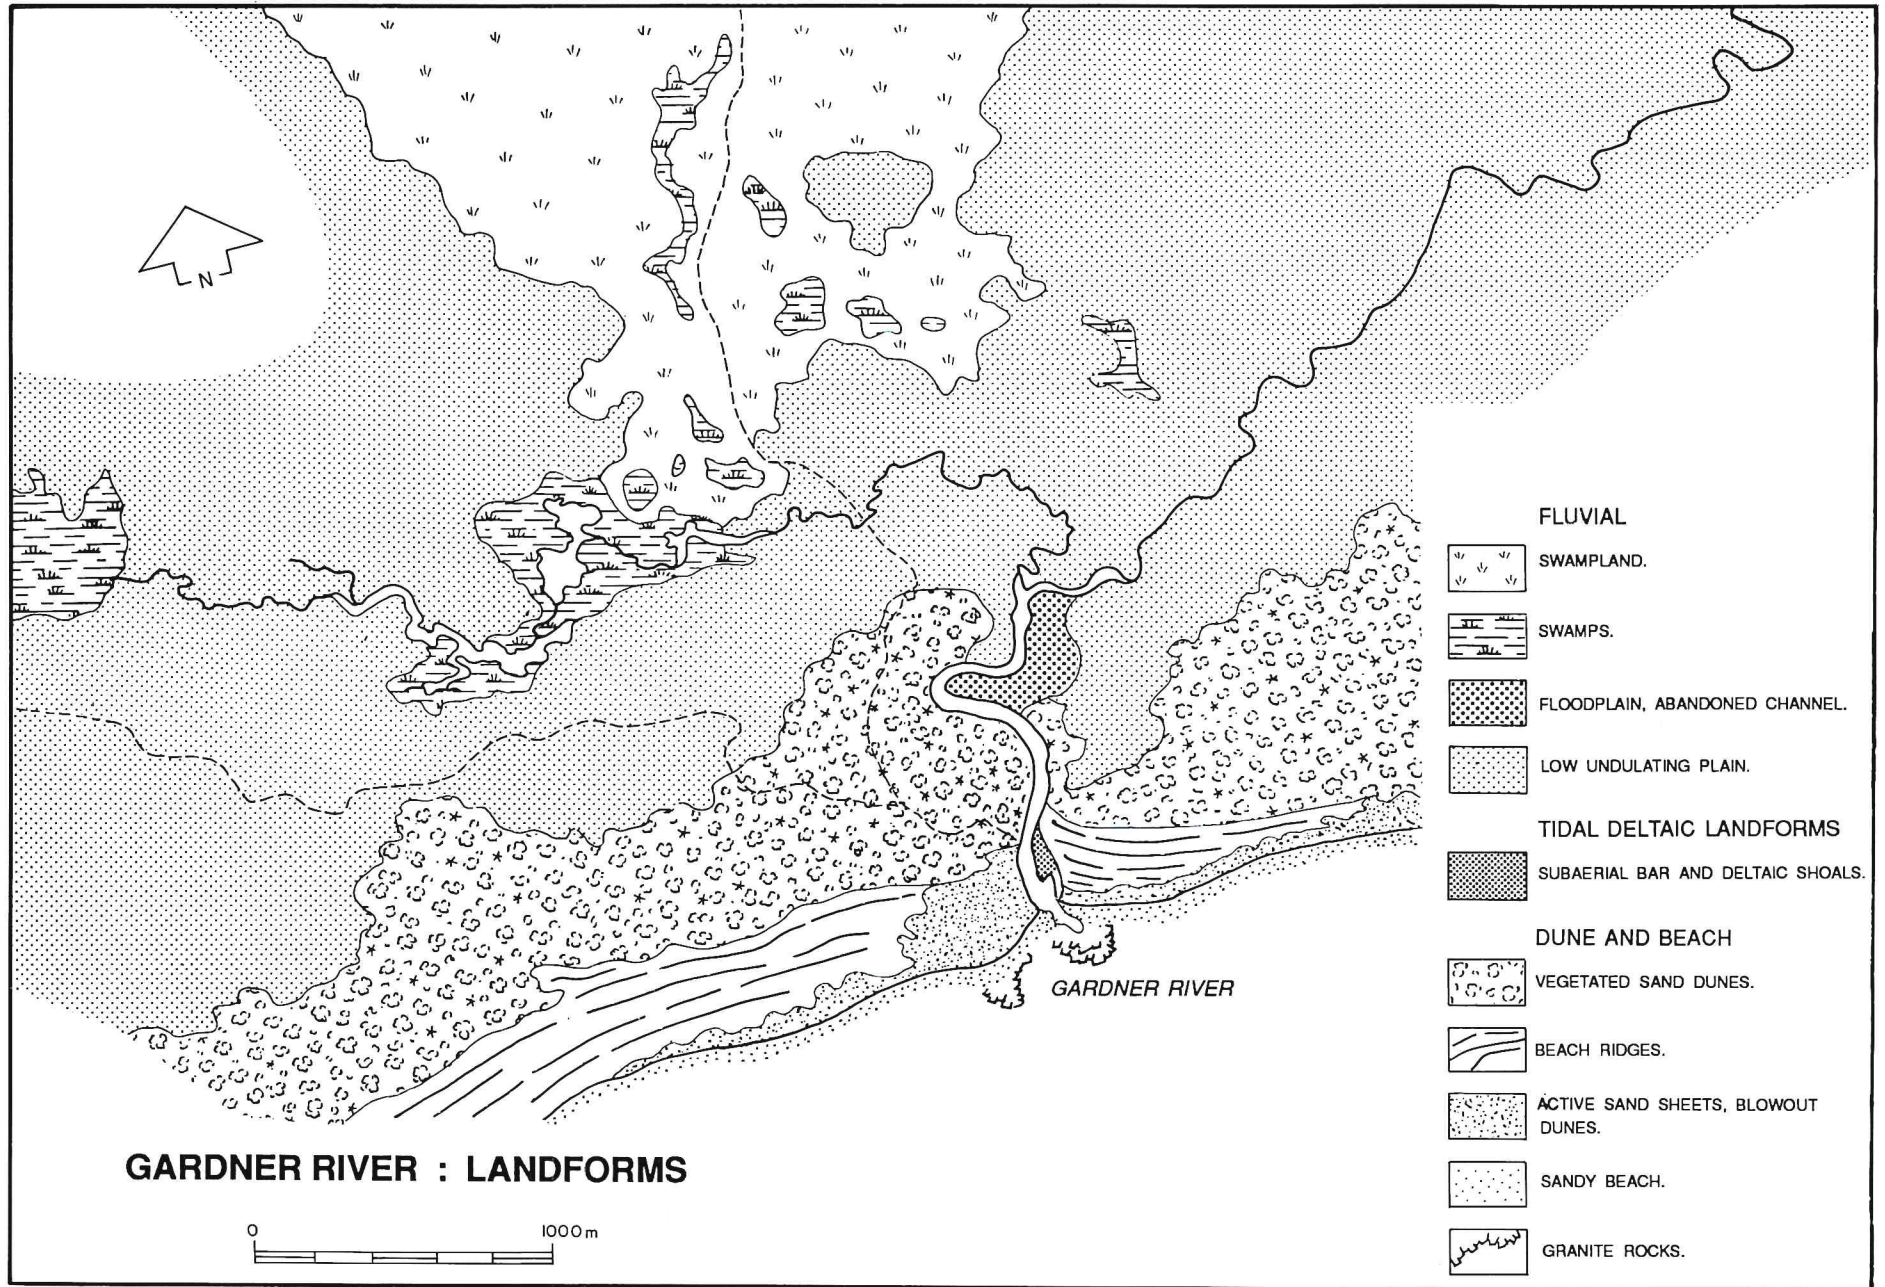 N
FLUVIAL
SWAMPLAND.
SWAMPS.
FLOODPLAIN, ABANDONED CHANNEL.
LOW UNDULATING PLAIN.
TIDAL DELTAIC LANDFORMS
SUBAERIAL BAR AND DELTAIC SHOALS.
DUNE AND BEACH
VEGETATED SAND DUNES.
BEACH RIDGES.
ACTIVE SAND SHEETS, BLOWOUT
DUNES.
SANDY BEACH.
GRANITE ROCKS.
GARDNER RIVER
GARDNER RIVER : LANDFORMS
0 1000 m